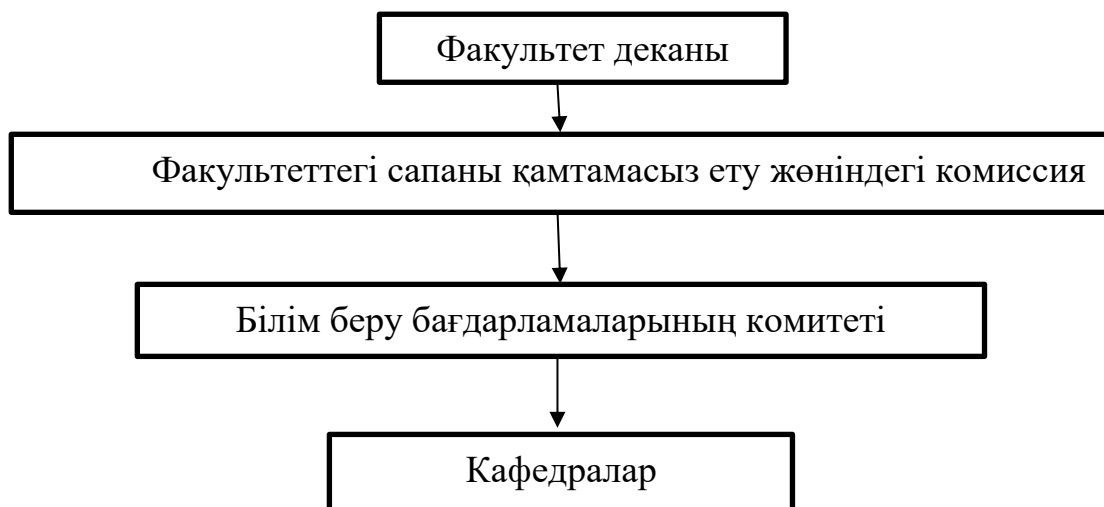 Факультет деканы
Факультеттегі сапаны қамтамасыз ету жөніндегі комиссия
Білім беру бағдарламаларының комитеті
Кафедралар